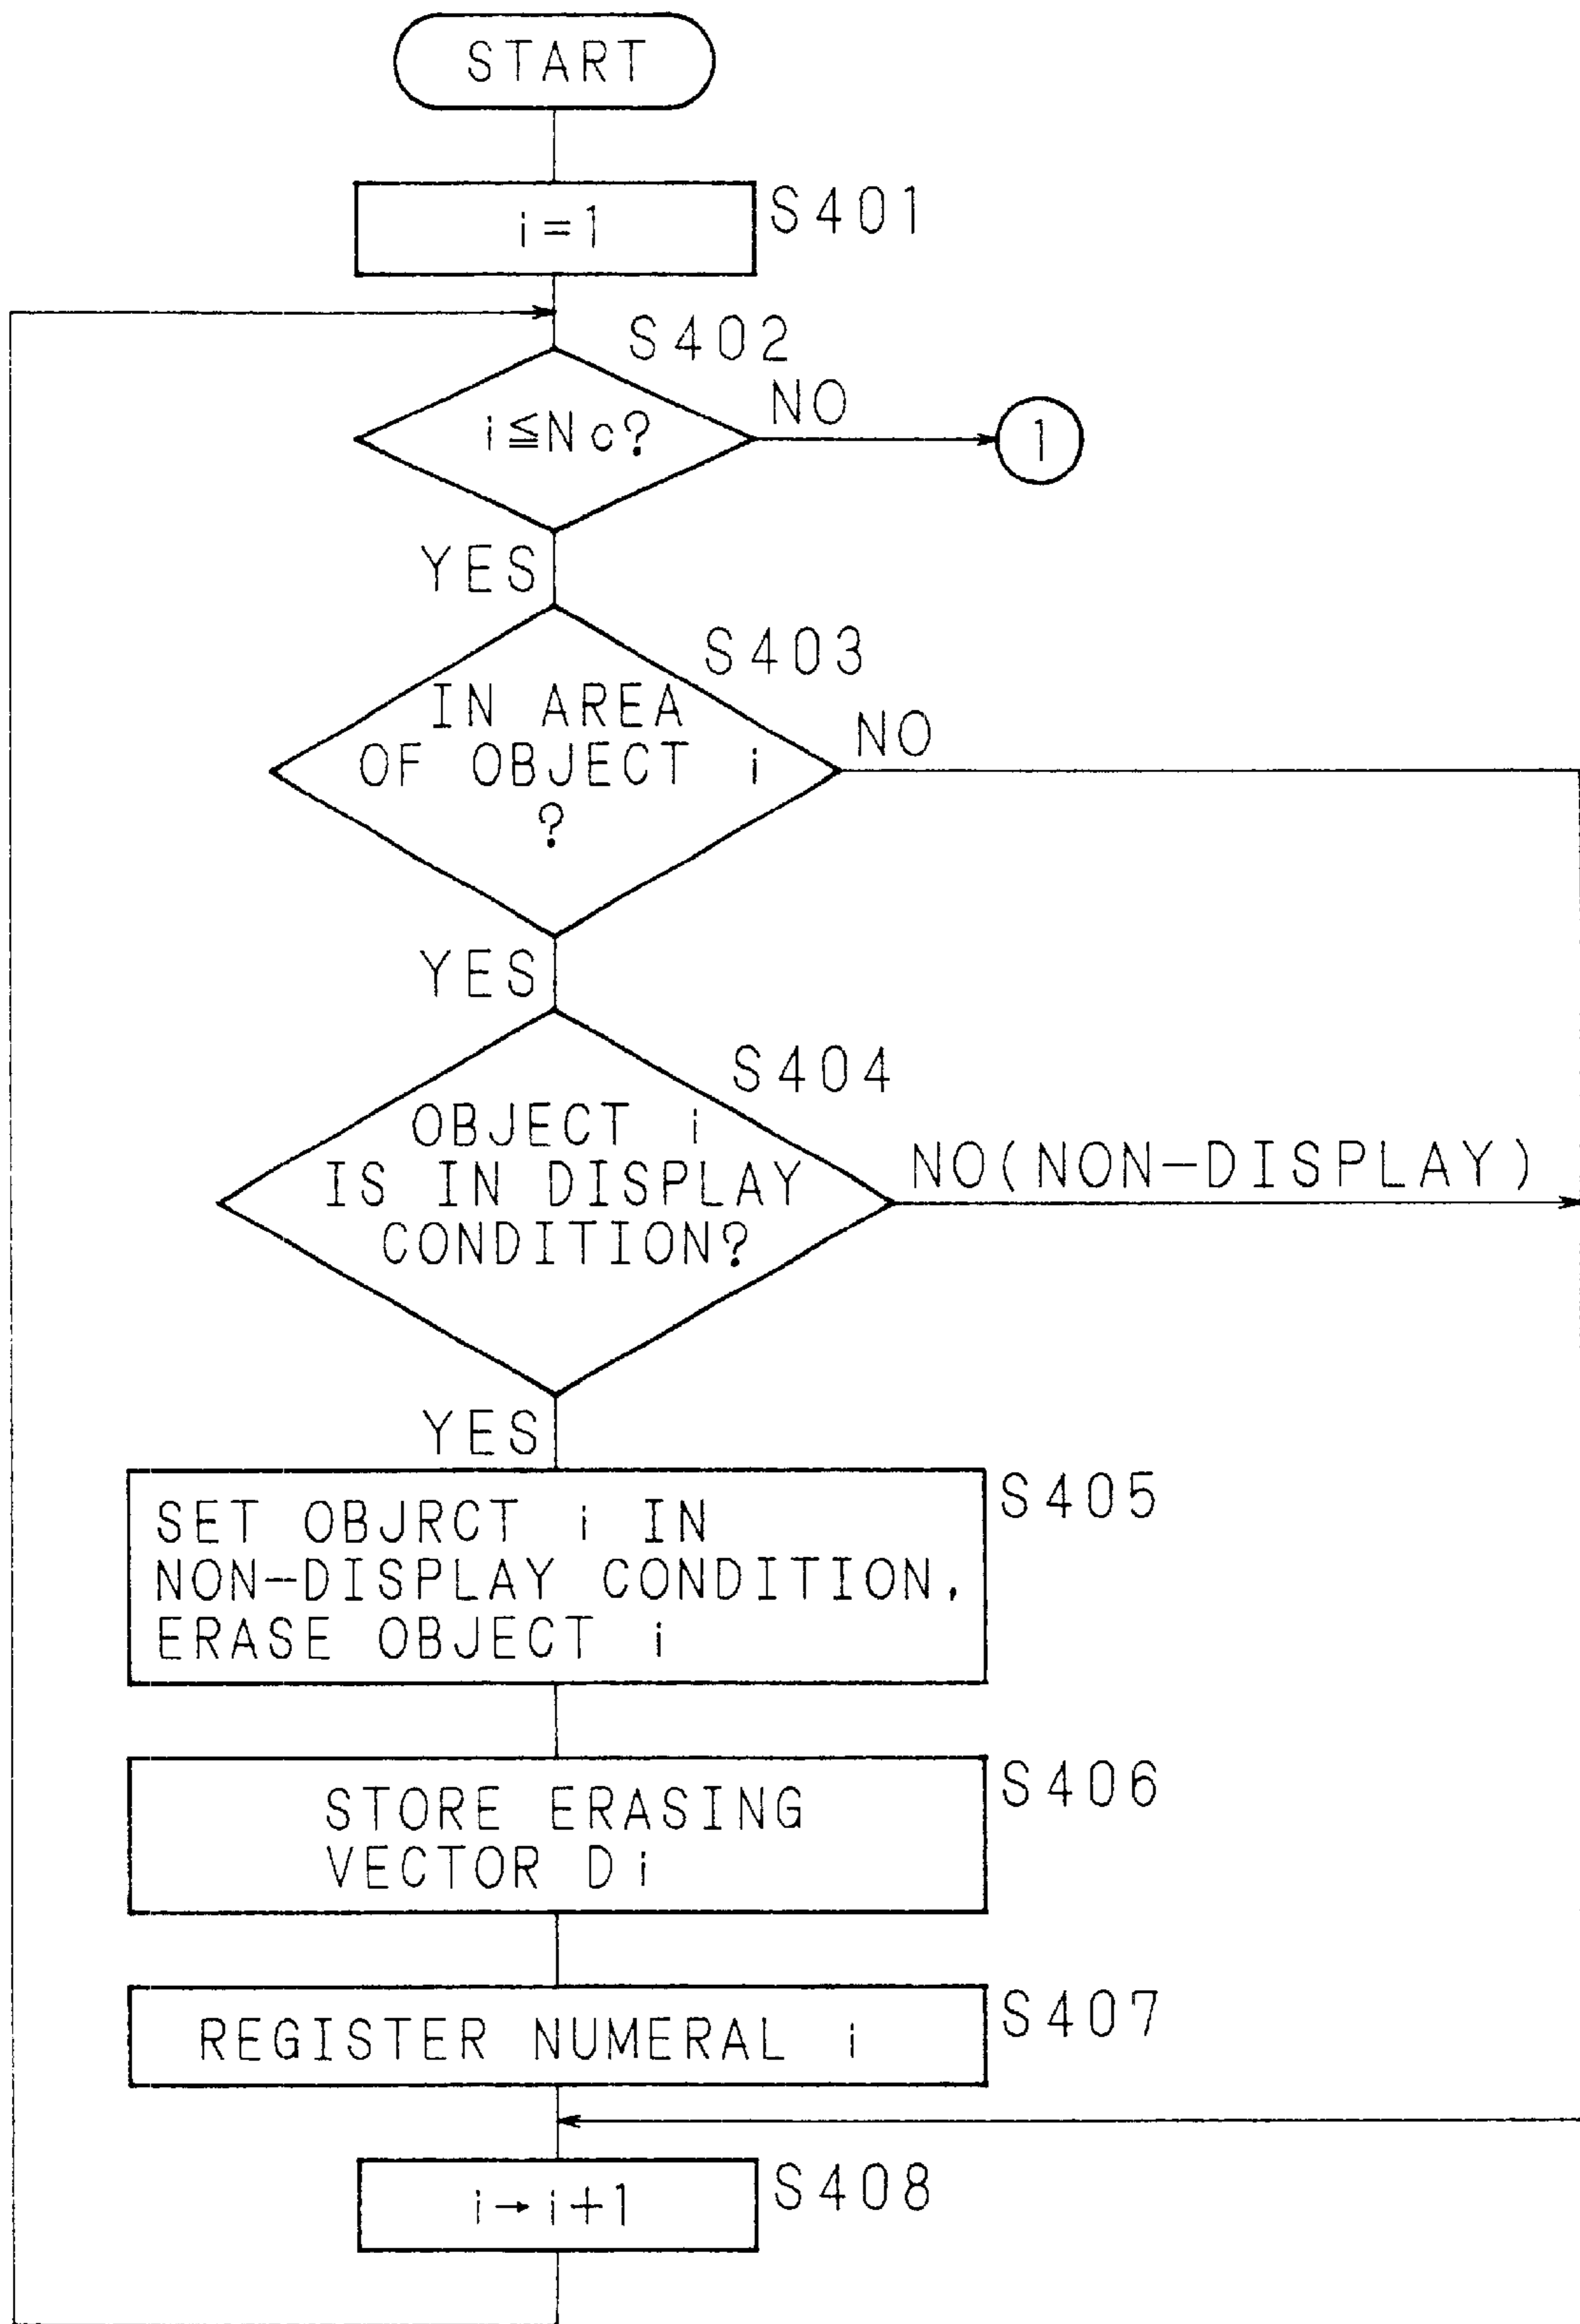 START
i=1
S401
S402
i≦Nc?
NO
1
YES
S403
IN AREA
OF OBJECT i
?
NO
YES
S404
OBJECT i
IS IN DISPLAY
CONDITION?
NO(NON-DISPLAY)
YES
S405
SET OBJRCT i IN
NON-DISPLAY CONDITION,
ERASE OBJECT i
S406
STORE ERASING
VECTOR Di
S407
REGISTER NUMERAL i
S408
i→i+1